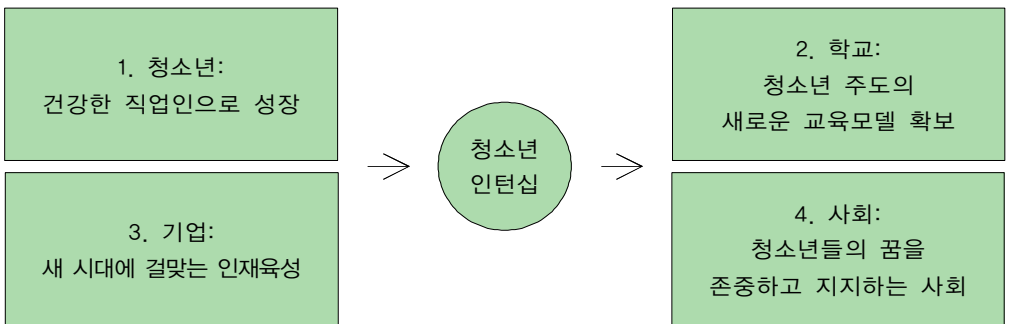 1. 청소년:
건강한 직업인으로 성장
2. 학교:
청소년 주도의
새로운 교육모델 확보
청소년
인턴십
3. 기업:
새 시대에 걸맞는 인재육성
4. 사회:
청소년들의 꿈을
존중하고 지지하는 사회